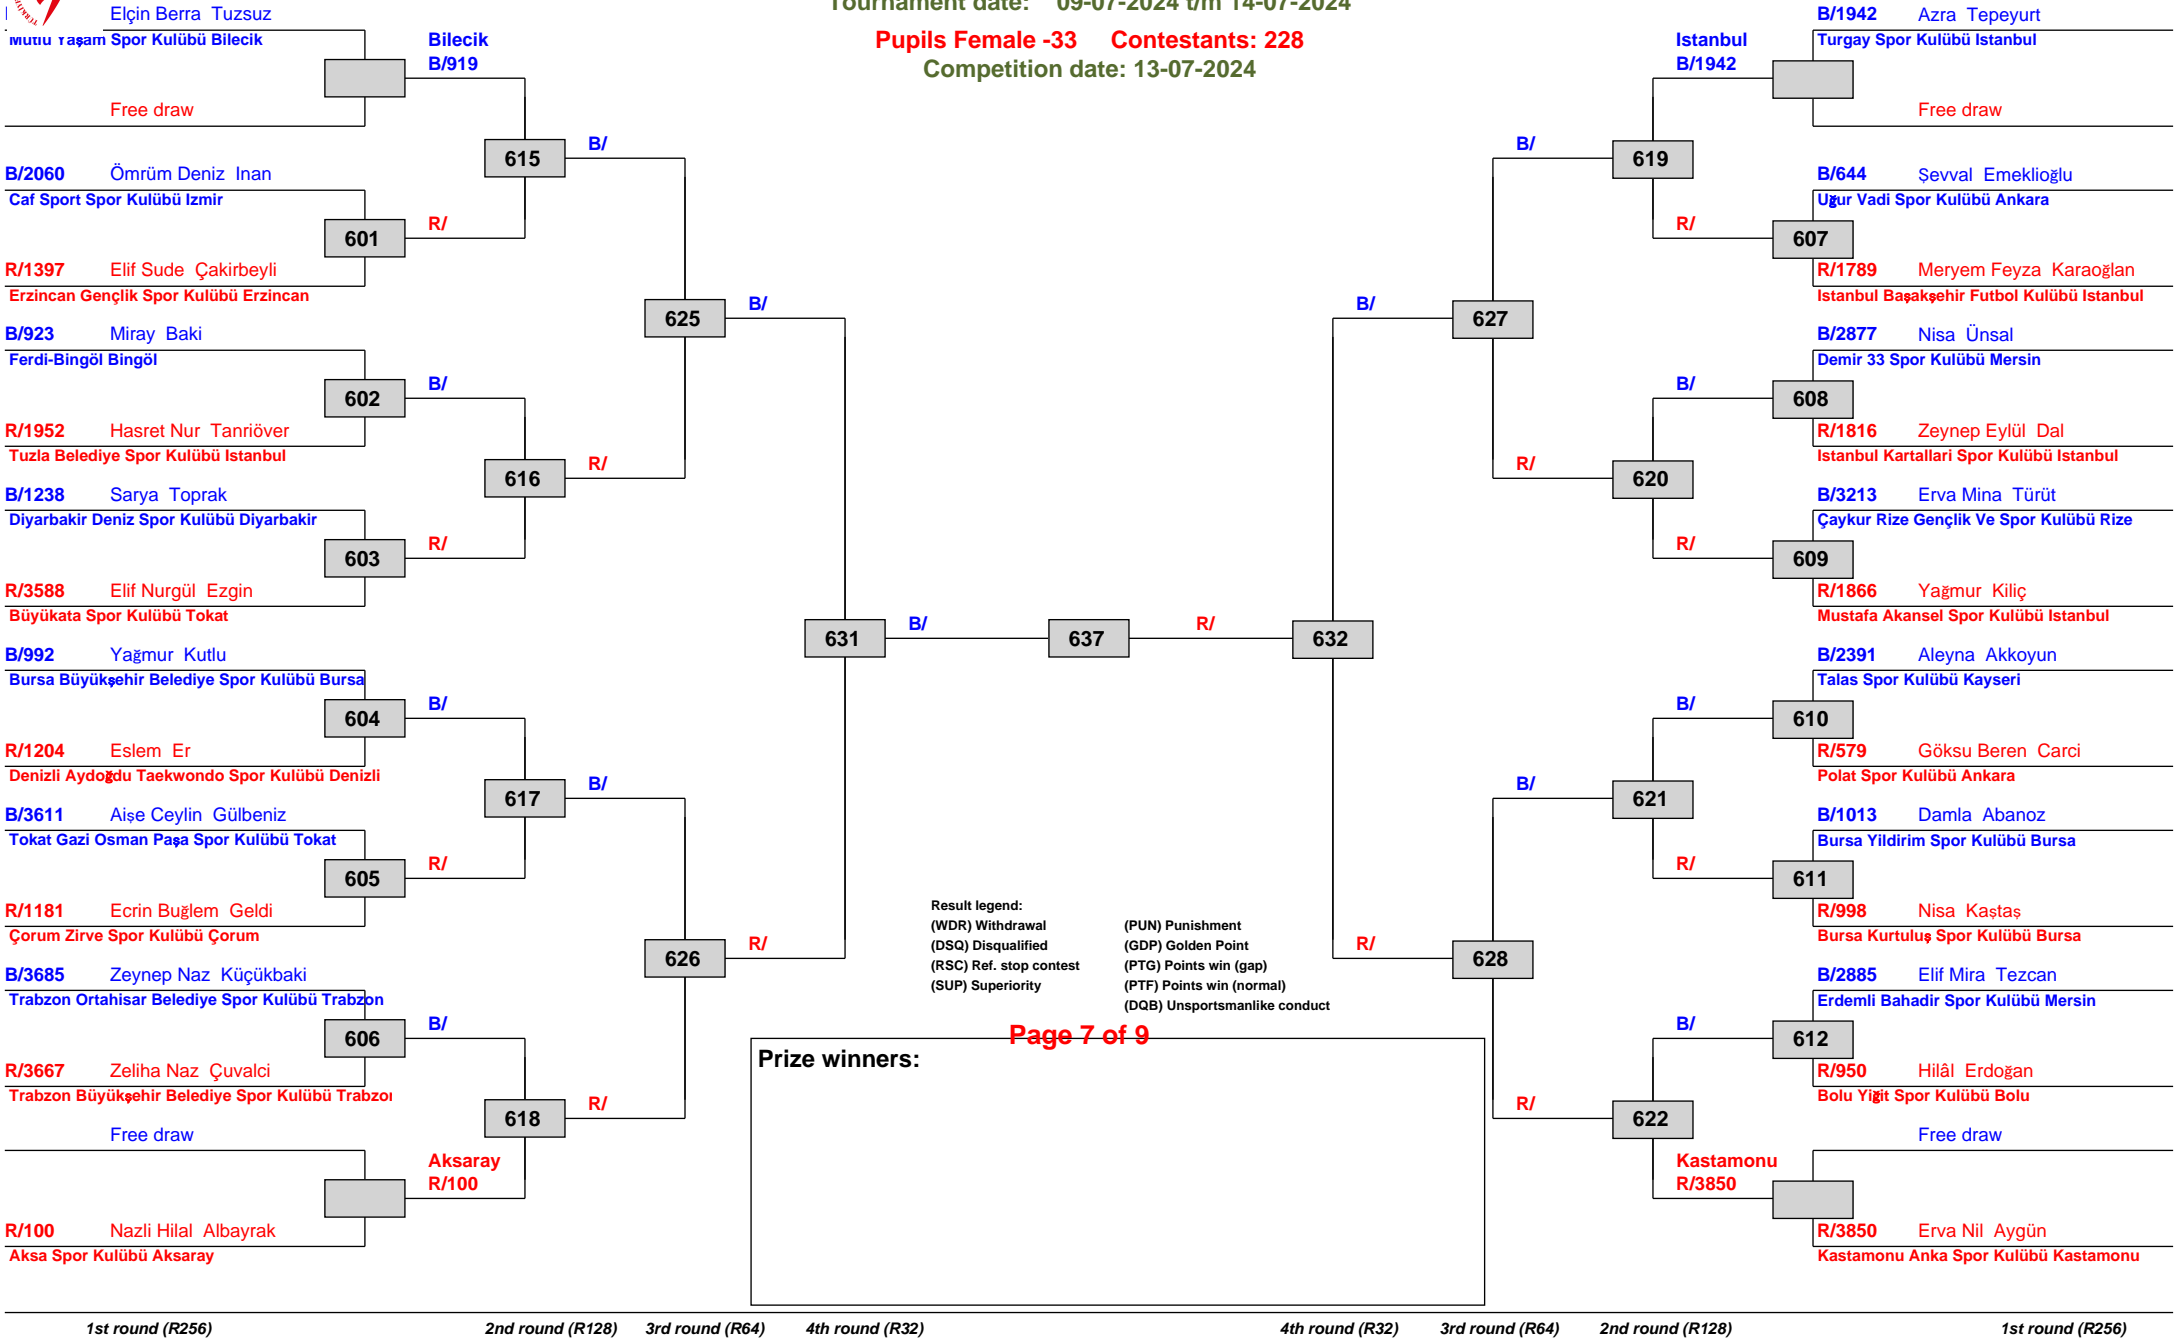 Tournament date: 09-07-2024 t/m 14-07-2024
Pupils Female -33 Contestants: 228
Competition date: 13-07-2024
Elçin Berra Tuzsuz
Mutlu Yaşam Spor Kulübü Bilecik
Free draw
Bilecik
B/919
B/2060 Ömrüm Deniz Inan
Caf Sport Spor Kulübü Izmir
601
R/1397 Elif Sude Çakirbeyli
Erzincan Gençlik Spor Kulübü Erzincan
R/
615
B/
B/923 Miray Baki
Ferdi-Bingöl Bingöl
602
R/1952 Hasret Nur Tanriöver
Tuzla Belediye Spor Kulübü Istanbul
B/
B/1238 Sarya Toprak
Diyarbakir Deniz Spor Kulübü Diyarbakir
603
R/3588 Elif Nurgül Ezgin
Büyükata Spor Kulübü Tokat
R/
616
R/
625
B/
B/992 Yağmur Kutlu
Bursa Büyükşehir Belediye Spor Kulübü Bursa
604
R/1204 Eslem Er
Denizli Aydoğdu Taekwondo Spor Kulübü Denizli
B/
B/3611 Aişe Ceylin Gülbeniz
Tokat Gazi Osman Paşa Spor Kulübü Tokat
605
R/1181 Ecrin Buğlem Geldi
Çorum Zirve Spor Kulübü Çorum
R/
617
B/
B/3685 Zeynep Naz Küçükbaki
Trabzon Ortahisar Belediye Spor Kulübü Trabzon
606
R/3667 Zeliha Naz Çuvalci
Trabzon Büyükşehir Belediye Spor Kulübü
B/
Free draw
R/100 Nazli Hilal Albayrak
Aksa Spor Kulübü Aksaray
Aksaray
R/100
618
R/
626
R/
631
B/
637
R/
632
B/
R/
627
B/
R/
628
B/
R/
619
Istanbul
B/1942
R/
B/1942 Azra Tepeyurt
Turgay Spor Kulübü Istanbul
Free draw
B/644 Şevval Emeklioğlu
Uğur Vadi Spor Kulübü Ankara
607
R/1789 Meryem Feyza Karaoğlan
Istanbul Başakşehir Futbol Kulübü Istanbul
620
B/
R/
B/2877 Nisa Ünsal
Demir 33 Spor Kulübü Mersin
608
R/1816 Zeynep Eylül Dal
Istanbul Kartallari Spor Kulübü Istanbul
B/3213 Erva Mina Türüt
Çaykur Rize Gençlik Ve Spor Kulübü Rize
609
R/1866 Yağmur Kiliç
Mustafa Akansel Spor Kulübü Istanbul
621
B/
R/
B/2391 Aleyna Akkoyun
Talas Spor Kulübü Kayseri
610
R/579 Göksu Beren Carci
Polat Spor Kulübü Ankara
B/1013 Damla Abanoz
Bursa Yildirim Spor Kulübü Bursa
611
R/998 Nisa Kaştaş
Bursa Kurtuluş Spor Kulübü Bursa
622
B/
Kastamonu
R/3850
B/2885 Elif Mira Tezcan
Erdemli Bahadir Spor Kulübü Mersin
612
R/950 Hilâl Erdoğan
Bolu Yiğit Spor Kulübü Bolu
Free draw
R/3850 Erva Nil Aygün
Kastamonu Anka Spor Kulübü Kastamonu
Result legend:
(WDR) Withdrawal (PUN) Punishment
(DSQ) Disqualified (GDP) Golden Point
(RSC) Ref. stop contest (PTG) Points win (gap)
(SUP) Superiority (PTF) Points win (normal)
(DQB) Unsportsmanlike conduct
Page 7 of 9
Prize winners:
1st round (R256) 2nd round (R128) 3rd round (R64) 4th round (R32) 4th round (R32) 3rd round (R64) 2nd round (R128) 1st round (R256)